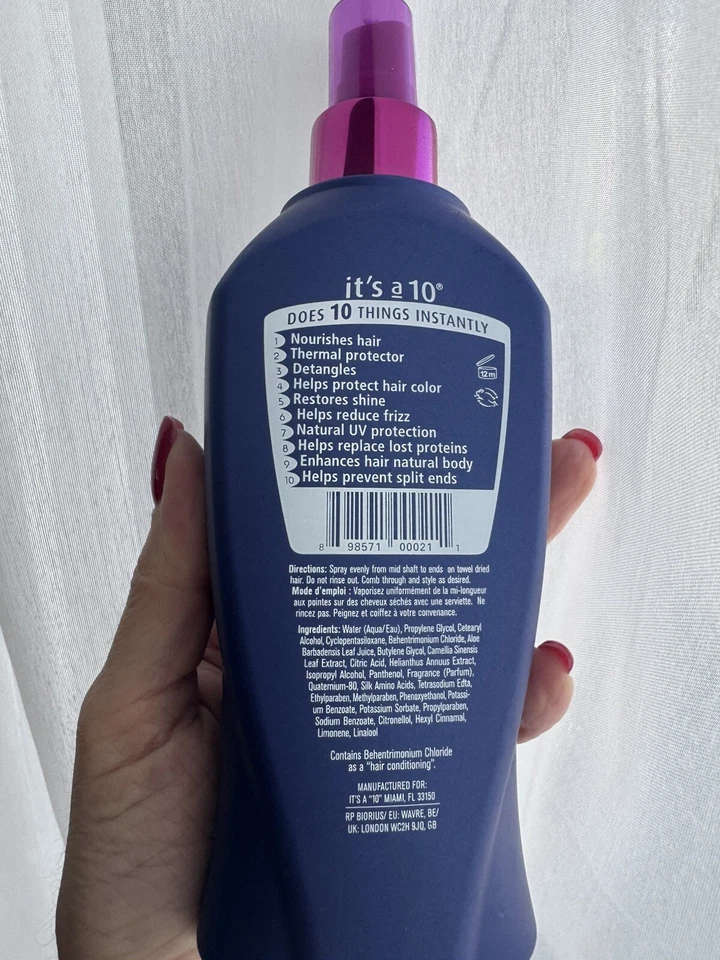 it's a 10®
DOES 10 THINGS INSTANTLY
1 Nourishes hair
2 Thermal protector
3 Detangles
4 Helps protect hair color
5 Restores shine
6 Helps reduce frizz
7 Natural UV protection
8 Helps replace lost proteins
9 Enhances hair natural body
10 Helps prevent split ends
12 m
8 98571 00021 1
Directions: Spray evenly from mid shaft to ends on towel dried
hair. Do not rinse out. Comb through and style as desired.
Mode d'emploi : Vaporisez uniformément de la mi-longueur
aux pointes sur des cheveux séchés avec une serviette. Ne
rincez pas. Peignez et coiffez à votre convenance.
Ingredients: Water (Aqua/Eau), Propylene Glycol, Cetearyl
Alcohol, Cyclopentasiloxane, Behentrimonium Chloride, Aloe
Barbadensis Leaf Juice, Butylene Glycol, Camellia Sinensis
Leaf Extract, Citric Acid, Helianthus Annuus Extract,
Isopropyl Alcohol, Panthenol, Fragrance (Parfum),
Quaternium-80, Silk Amino Acids, Tetrasodium Edta,
Ethylparaben, Methylparaben, Phenoxyethanol, Potassi-
um Benzoate, Potassium Sorbate, Propylparaben,
Sodium Benzoate, Citronellol, Hexyl Cinnamal,
Limonene, Linalool
Contains Behentrimonium Chloride
as a "hair conditioning".
MANUFACTURED FOR:
IT'S A "10" MIAMI, FL 33150
RP BIORIUS/ EU: WAVRE, BE/
UK: LONDON WC2H 9JQ, GB